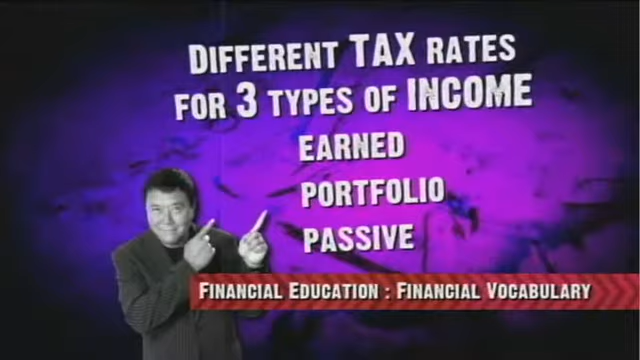 DIFFERENT TAX RATES
FOR 3 TYPES OF INCOME
EARNED
PORTFOLIO
PASSIVE
FINANCIAL EDUCATION : FINANCIAL VOCABULARY